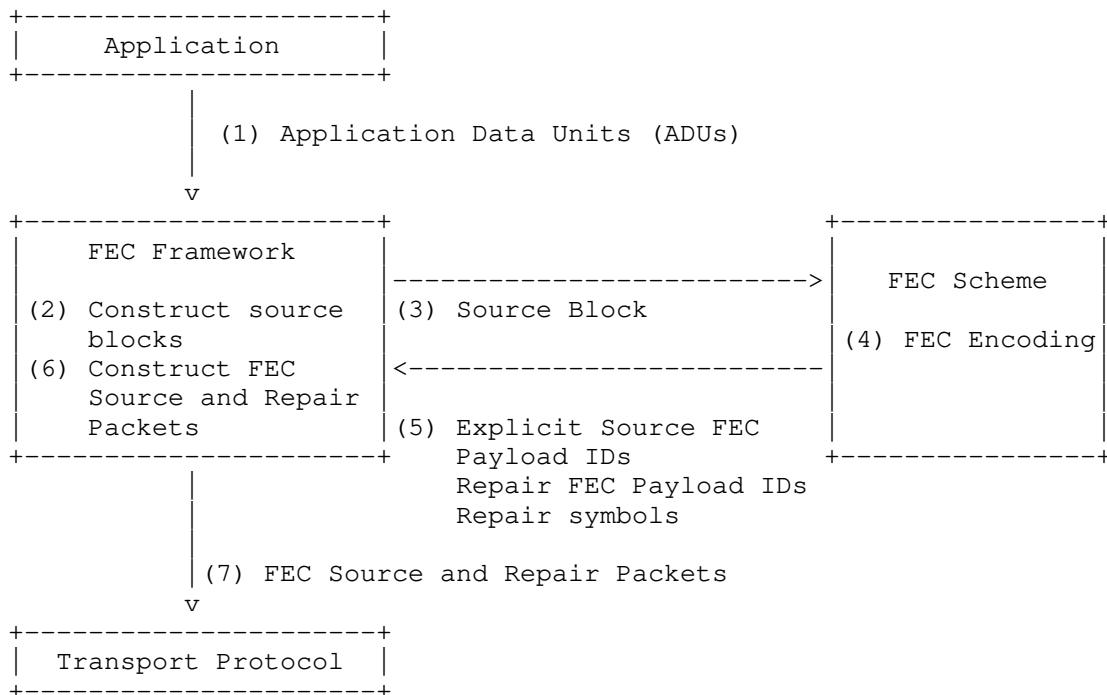 Application
(1) Application Data Units (ADUs)
v
FEC Framework
FEC Scheme
(2) Construct source
(3) Source Block
blocks
(4) FEC Encoding
(6) Construct FEC
Source and Repair
Packets
(5) Explicit Source FEC
Payload IDs
Repair FEC Payload IDs
Repair symbols
(7) FEC Source and Repair Packets
v
Transport Protocol